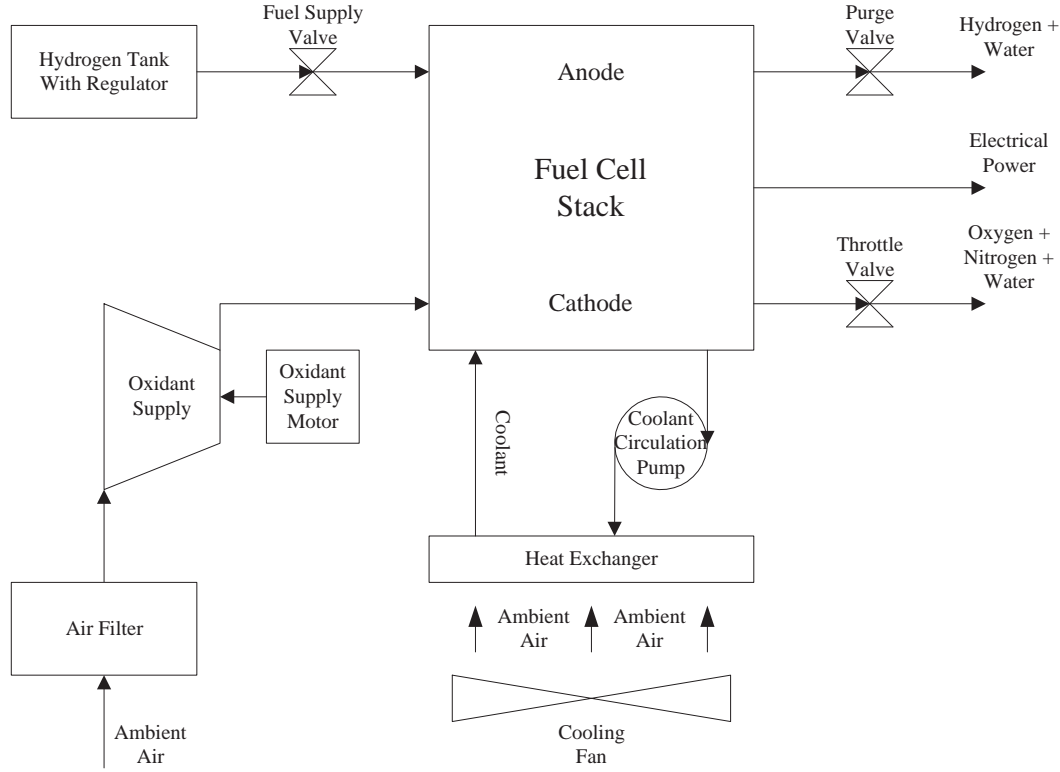 Fuel Supply
Valve
Purge
Valve
Hydrogen +
Water
Hydrogen Tank
With Regulator
Anode
Electrical
Power
Fuel Cell
Stack
Throttle
Valve
Oxygen +
Nitrogen +
Water
Cathode
Oxidant
Supply
Oxidant
Supply
Motor
Coolant
Coolant
Circulation
Pump
Heat Exchanger
Air Filter
Ambient
Air
Ambient
Air
Ambient
Air
Cooling
Fan